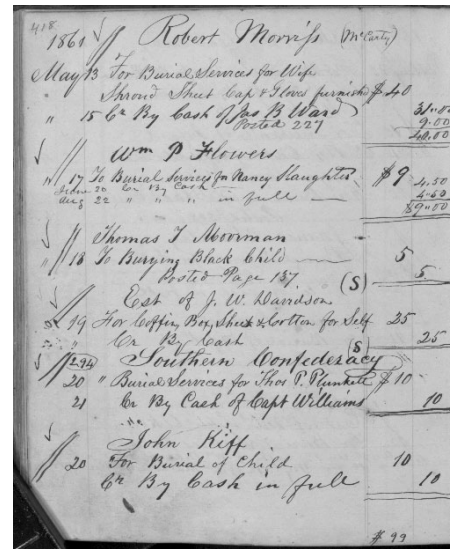 418
1861 Robert Morriss (McCarty)
May 13 For Burial Services for Wife
Shroud Sheet Cap & Gloves furnished $40
" 15 Cr By Cash of Jas B Ward 31.00
Posted 227 9.00
40.00
Wm P Flowers
" 17 To Burial Services for Nancy Slaughter $9 4.50
June 20 Cr By Cash 4.50
Aug 22 " " " in full $9.00
Thomas T Moorman
" 18 To Burying Black Child 5
Posted Page 137 5
(S)
Est of J. W. Davidson
19 For Coffin Box Sheet & Cotton for Self 25
Cr By Cash 25
294 Southern Confederacy (S)
20 " Burial Services for Thos P. Plunkett $10
21 Cr By Cash of Capt Williams 10
John Kiff
20 For Burial of Child 10
Cr By Cash in full 10
$99